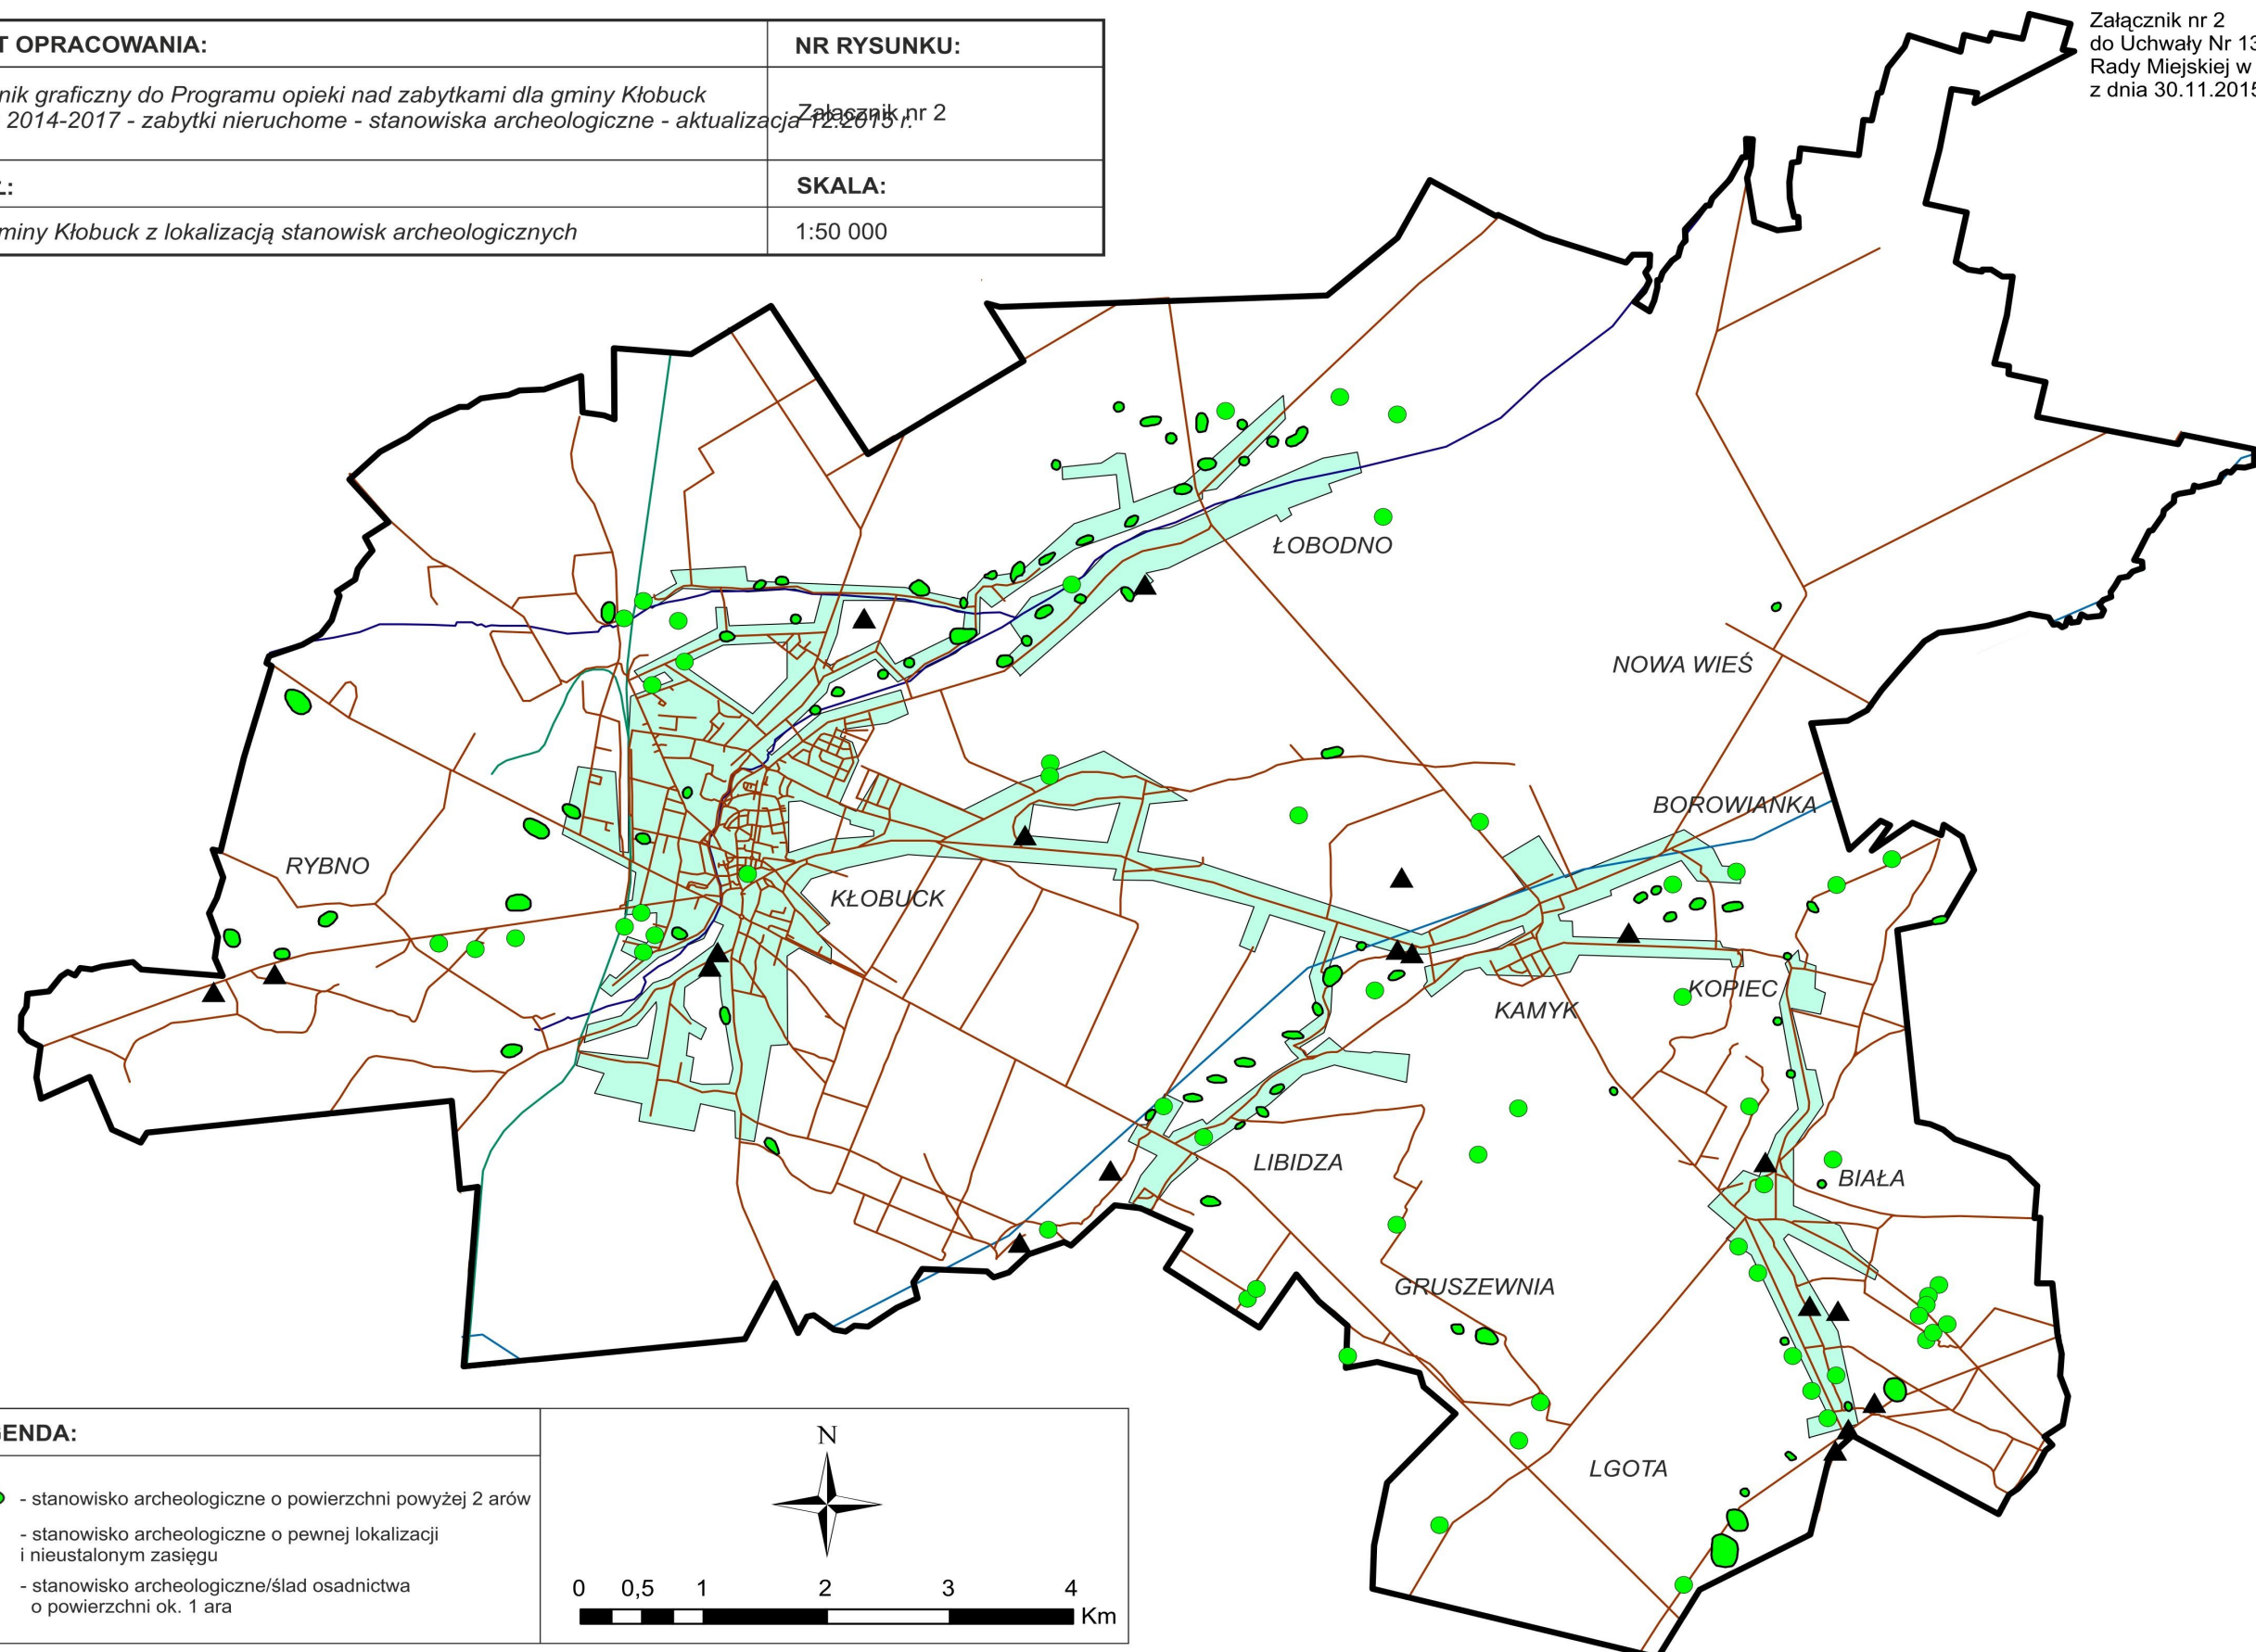 T OPRACOWANIA:
NR RYSUNKU:
nik graficzny do Programu opieki nad zabytkami dla gminy Kłobuck
2014-2017 - zabytki nieruchome - stanowiska archeologiczne - aktualizacja 12.2015 r.
Załącznik nr 2
Ł:
SKALA:
miny Kłobuck z lokalizacją stanowisk archeologicznych
1:50 000
Załącznik nr 2
do Uchwały Nr 13
Rady Miejskiej w
z dnia 30.11.2015
ŁOBODNO
NOWA WIEŚ
BOROWIANKA
RYBNO
KŁOBUCK
KOPIEC
KAMYK
LIBIDZA
BIAŁA
GRUSZEWNIA
LGOTA
GENDA:
- stanowisko archeologiczne o powierzchni powyżej 2 arów
- stanowisko archeologiczne o pewnej lokalizacji
i nieustalonym zasięgu
- stanowisko archeologiczne/ślad osadnictwa
o powierzchni ok. 1 ara
N
0 0,5 1 2 3 4
Km